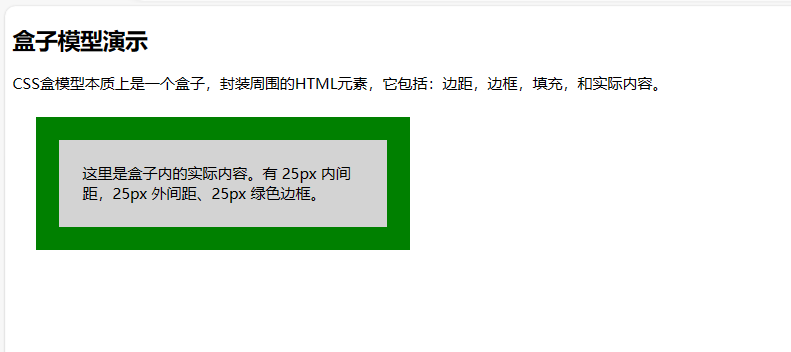 盒子模型演示
CSS盒模型本质上是一个盒子，封装周围的HTML元素，它包括：边距，边框，填充，和实际内容。
这里是盒子内的实际内容。有 25px 内间
距，25px 外间距、25px 绿色边框。